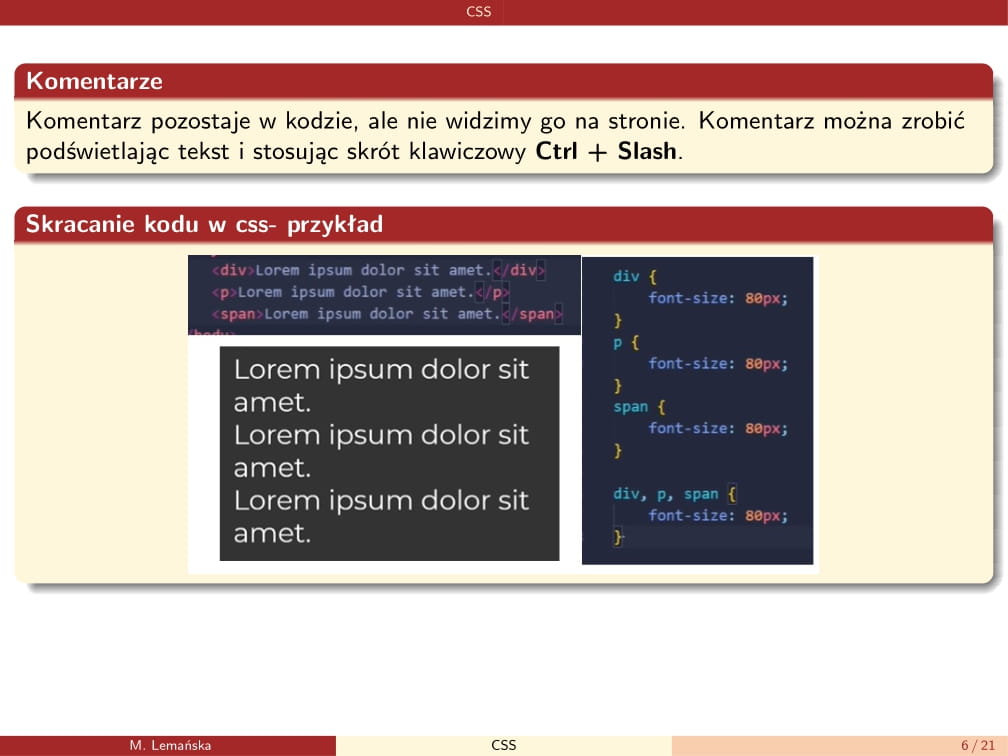 CSS
Komentarze
Komentarz pozostaje w kodzie, ale nie widzimy go na stronie. Komentarz można zrobić
podświetlając tekst i stosując skrót klawiczowy Ctrl + Slash.
Skracanie kodu w css- przykład
<div>Lorem ipsum dolor sit amet.</div>
<p>Lorem ipsum dolor sit amet.</p>
<span>Lorem ipsum dolor sit amet.</span>
Lorem ipsum dolor sit
amet.
Lorem ipsum dolor sit
amet.
Lorem ipsum dolor sit
amet.
div {
font-size: 80px;
}
p {
font-size: 80px;
}
span {
font-size: 80px;
}
div, p, span {
font-size: 80px;
}
M. Lemańska
CSS
6 / 21